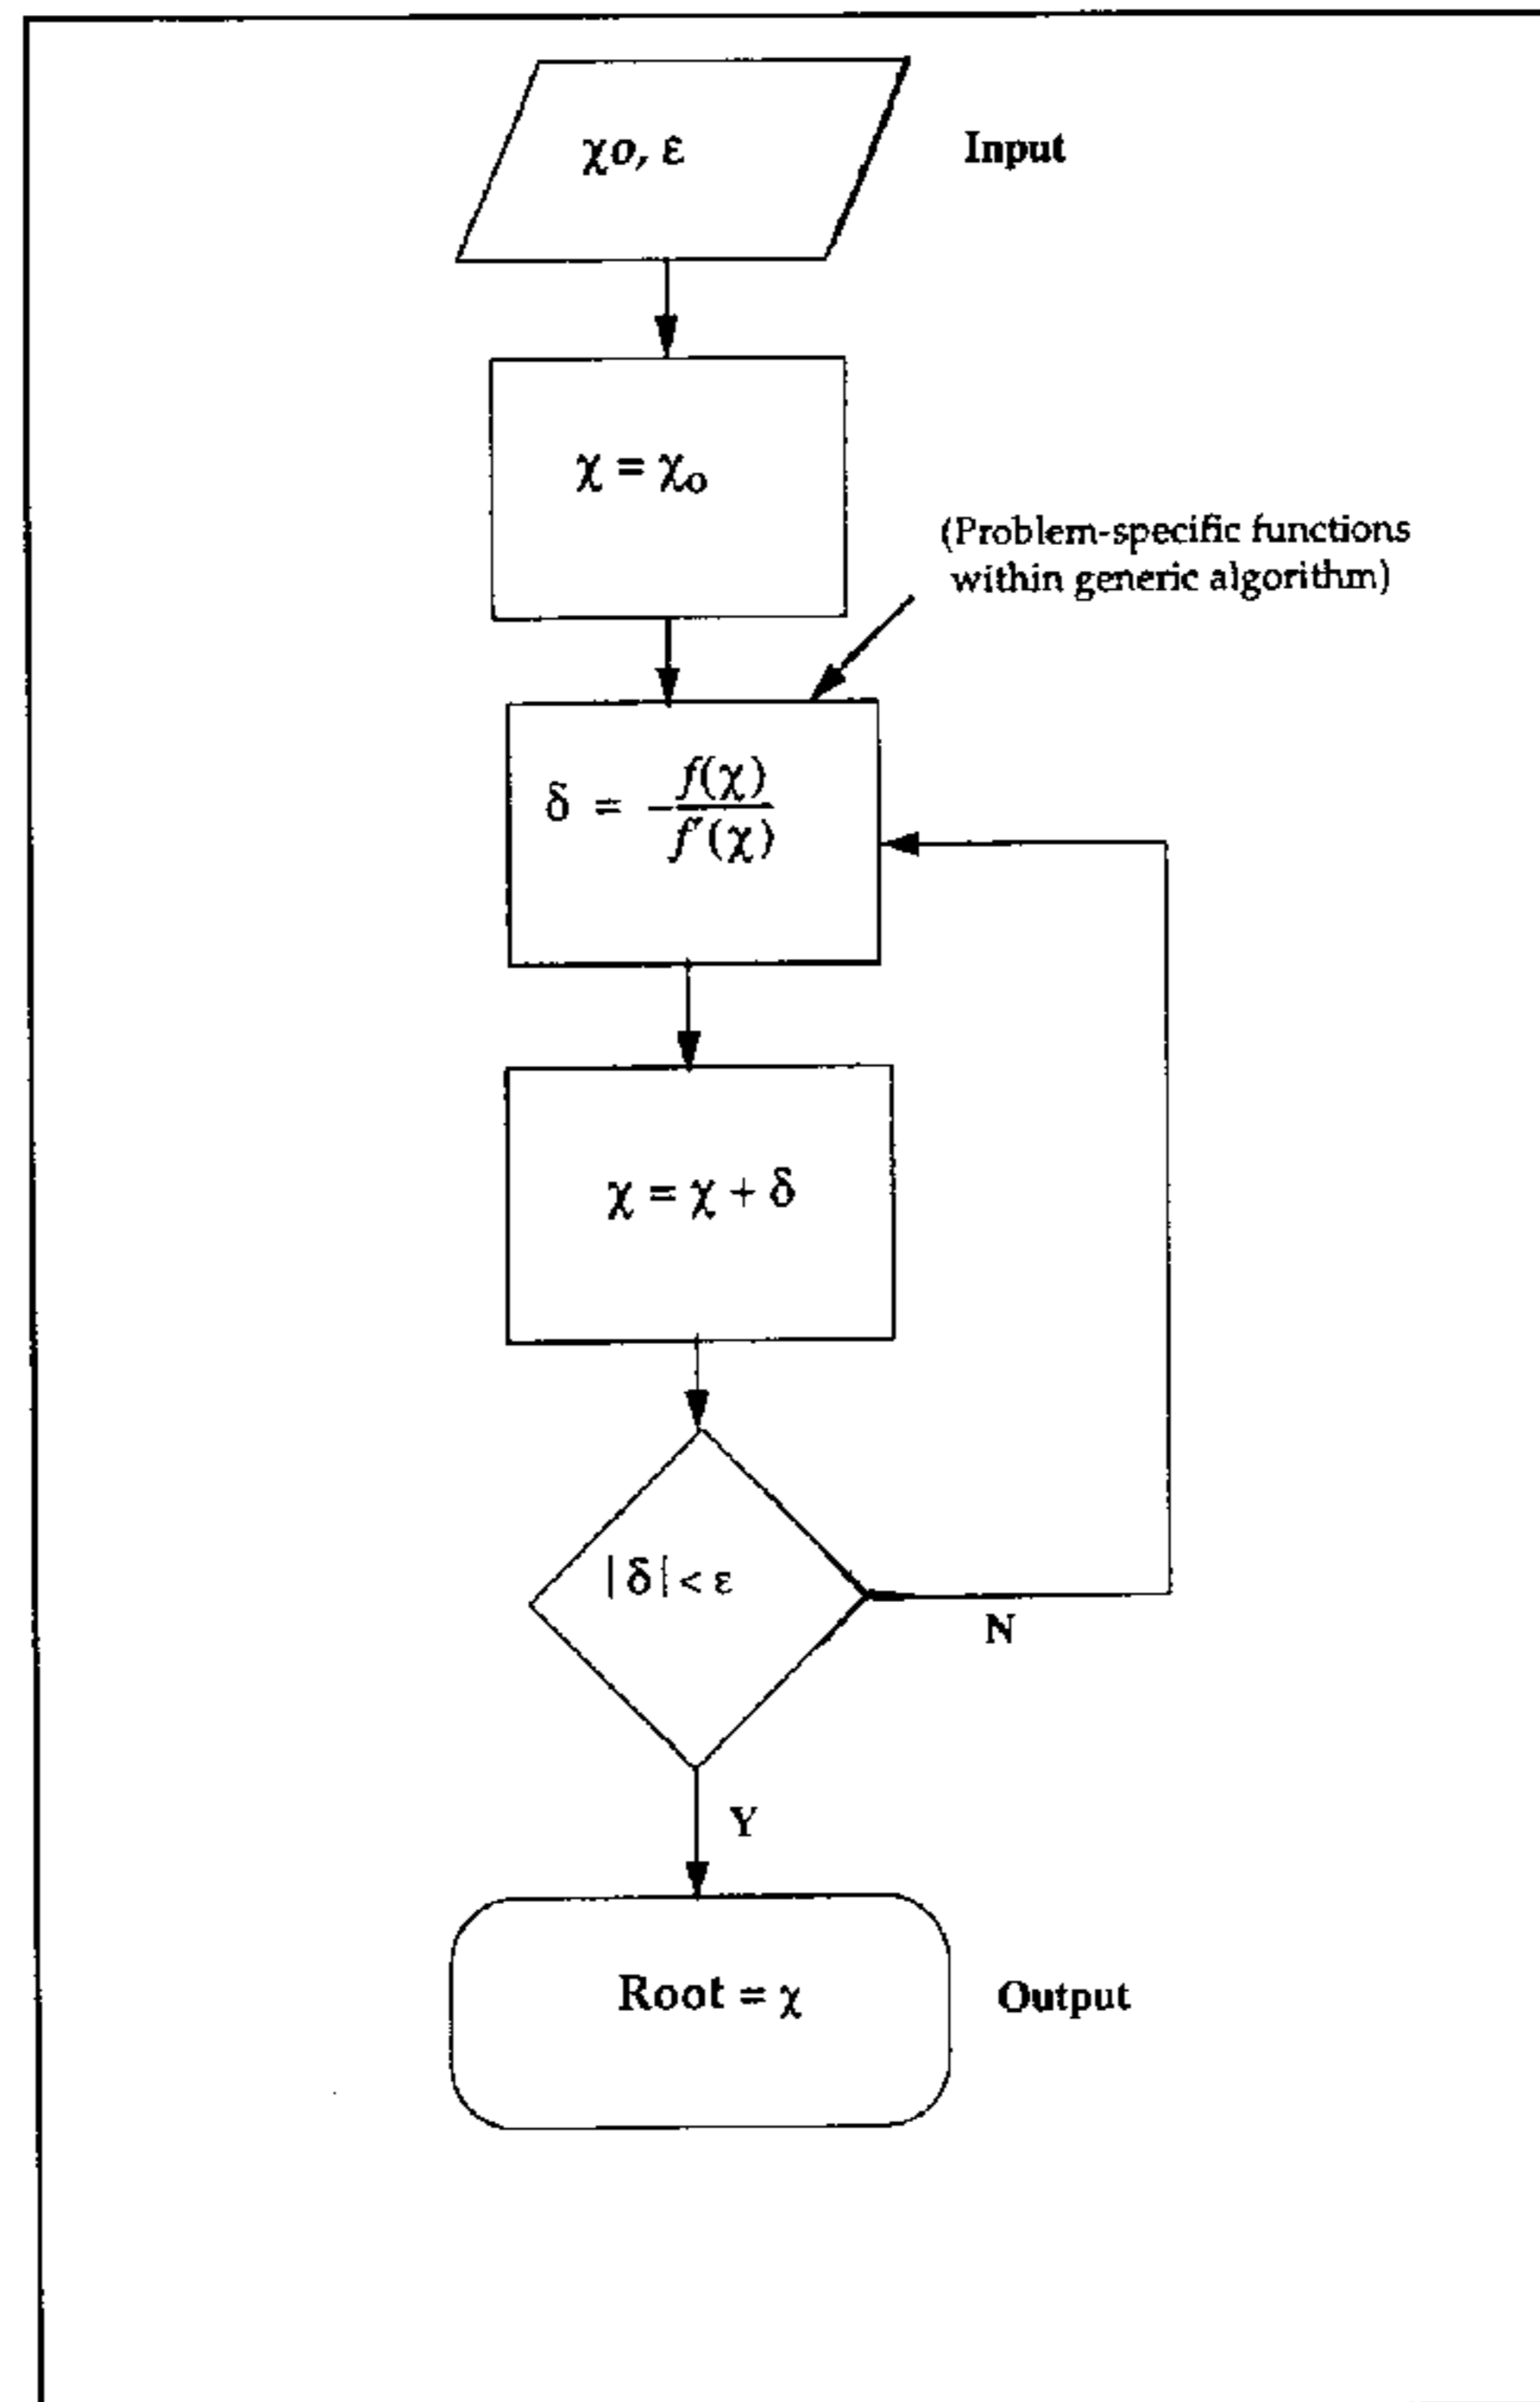 χo, ε
Input
χ = χₒ
(Problem-specific functions
within generic algorithm)
δ = -f(χ)/f'(χ)
χ = χ + δ
|δ| < ε
N
Y
Root = χ
Output